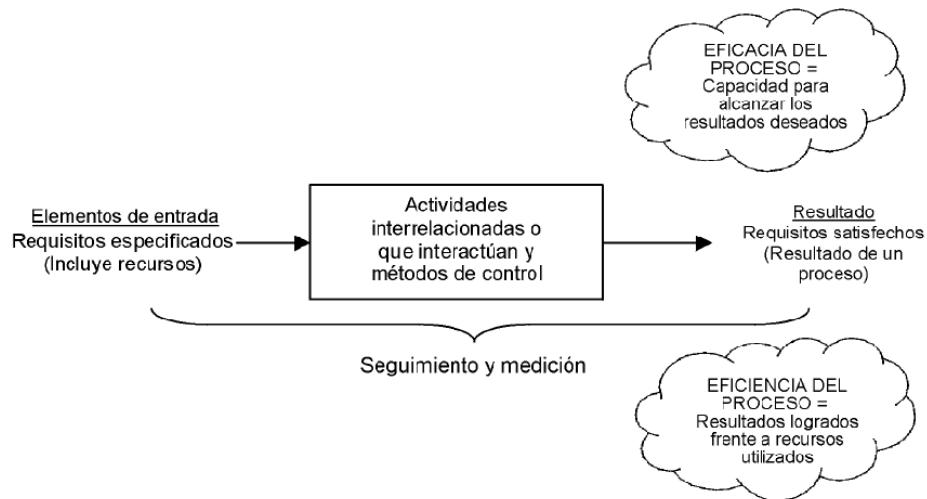 EFICACIA DEL
PROCESO =
Capacidad para
alcanzar los
resultados deseados
Elementos de entrada
Requisitos especificados
(Incluye recursos)
Actividades
interrelacionadas o
que interactúan y
métodos de control
Resultado
Requisitos satisfechos
(Resultado de un
proceso)
Seguimiento y medición
EFICIENCIA DEL
PROCESO =
Resultados logrados
frente a recursos
utilizados